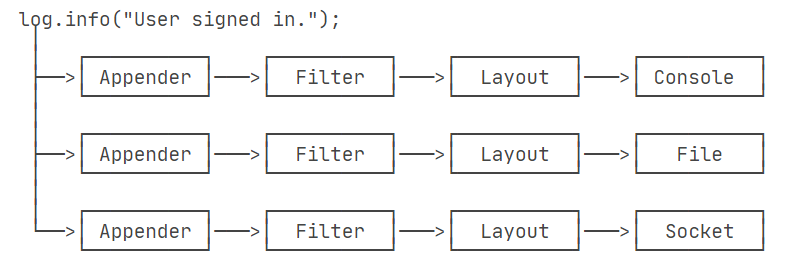 log.info("User signed in.");
Appender Filter Layout Console
Appender Filter Layout File
Appender Filter Layout Socket